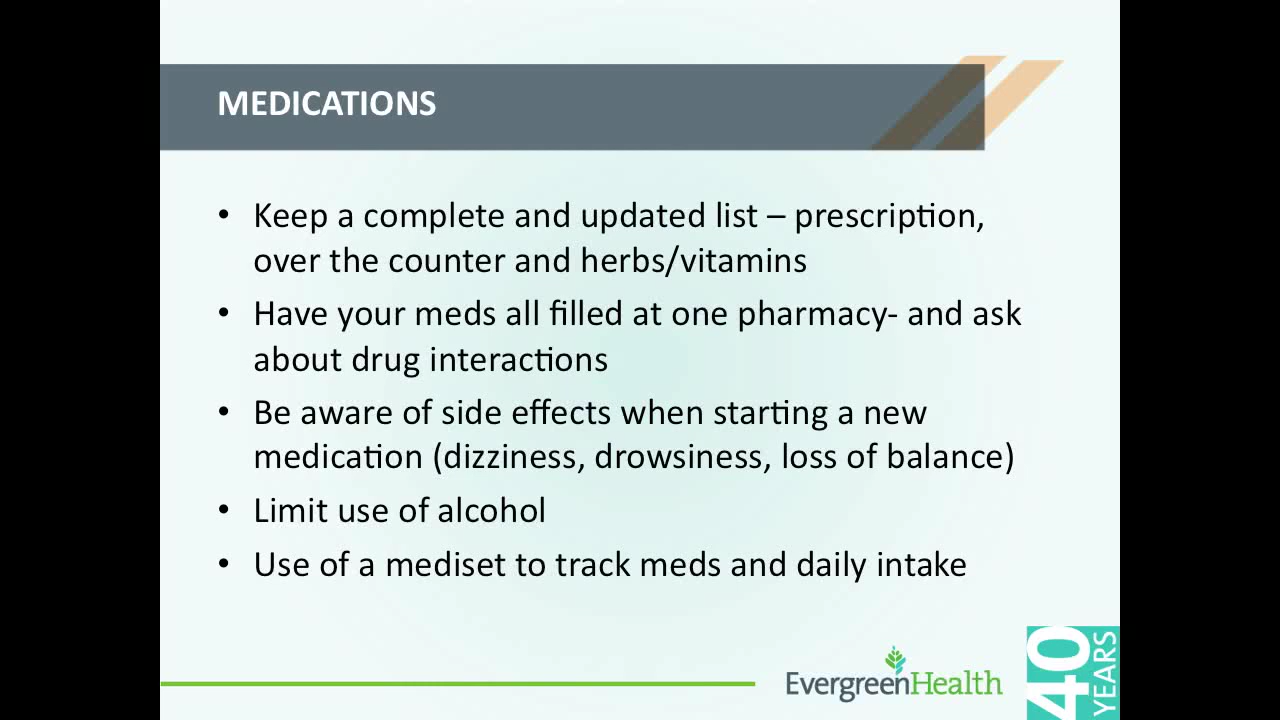 MEDICATIONS
• Keep a complete and updated list – prescription,
over the counter and herbs/vitamins
• Have your meds all filled at one pharmacy- and ask
about drug interactions
• Be aware of side effects when starting a new
medication (dizziness, drowsiness, loss of balance)
• Limit use of alcohol
• Use of a mediset to track meds and daily intake
EvergreenHealth
40
YEARS